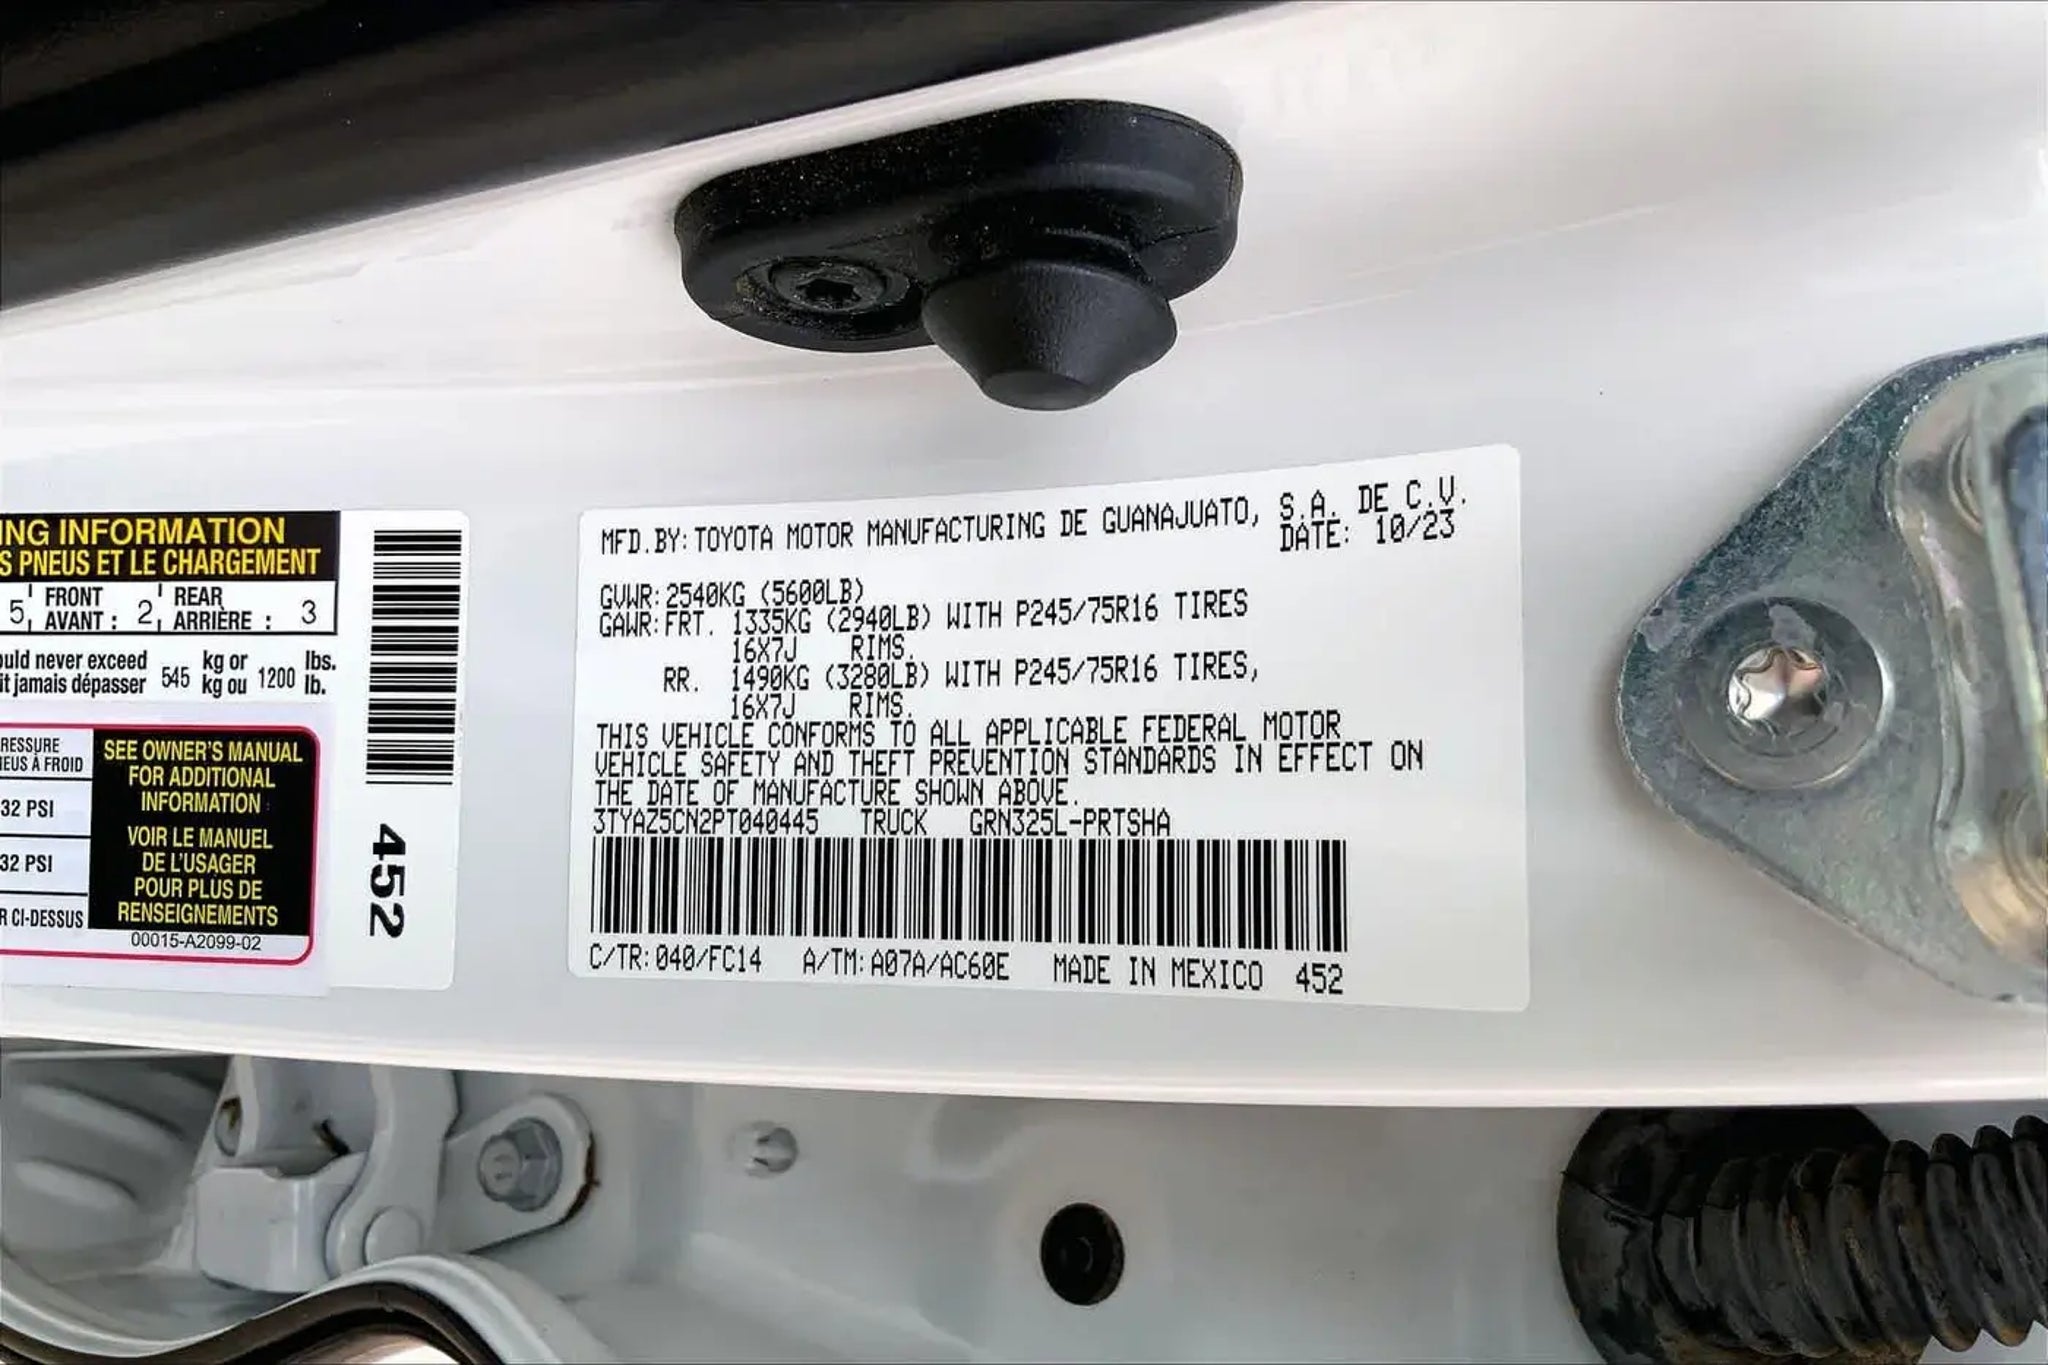 ING INFORMATION
S PNEUS ET LE CHARGEMENT
5 FRONT AVANT : 2 REAR ARRIÈRE : 3
uld never exceed 545 kg or 1200 lbs.
it jamais dépasser kg ou lb.
RESSURE
NEUS À FROID
32 PSI
32 PSI
R CI-DESSUS
SEE OWNER'S MANUAL
FOR ADDITIONAL
INFORMATION
VOIR LE MANUEL
DE L'USAGER
POUR PLUS DE
RENSEIGNEMENTS
00015-A2099-02
452
MFD.BY:TOYOTA MOTOR MANUFACTURING DE GUANAJUATO, S.A. DE C.V.
DATE: 10/23
GVWR:2540KG (5600LB)
GAWR:FRT. 1335KG (2940LB) WITH P245/75R16 TIRES
16X7J RIMS.
RR. 1490KG (3280LB) WITH P245/75R16 TIRES,
16X7J RIMS.
THIS VEHICLE CONFORMS TO ALL APPLICABLE FEDERAL MOTOR
VEHICLE SAFETY AND THEFT PREVENTION STANDARDS IN EFFECT ON
THE DATE OF MANUFACTURE SHOWN ABOVE.
3TYAZ5CN2PT040445 TRUCK GRN325L-PRTSHA
C/TR:040/FC14 A/TM:A07A/AC60E MADE IN MEXICO 452